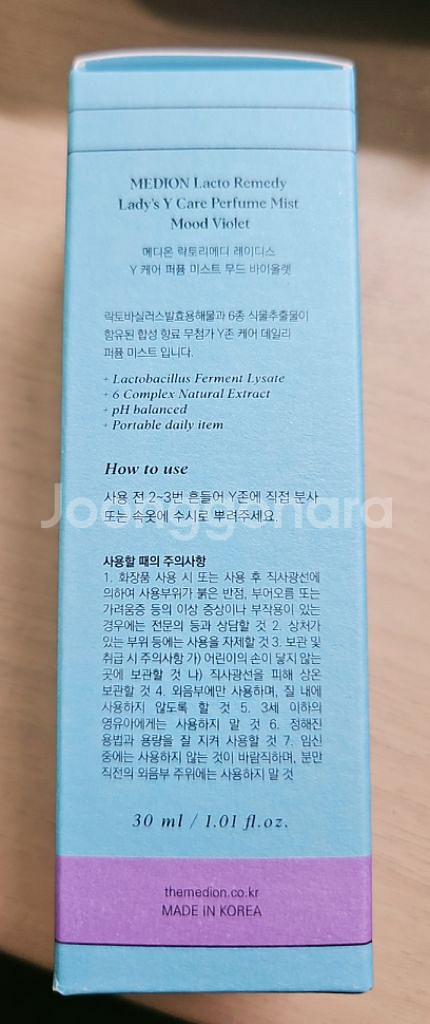 MEDION Lacto Remedy
Lady's Y Care Perfume Mist
Mood Violet
메디온 락토리메디 레이디스
Y 케어 퍼퓸 미스트 무드 바이올렛
락토바실러스발효용해물과 6종 식물추출물이
함유된 합성 향료 무첨가 Y존 케어 데일리
퍼퓸 미스트 입니다.
+ Lactobacillus Ferment Lysate
+ 6 Complex Natural Extract
+ pH balanced
+ Portable daily item
How to use
사용 전 2~3번 흔들어 Y존에 직접 분사
또는 속옷에 수시로 뿌려주세요.
Joonggonara
사용할 때의 주의사항
1. 화장품 사용 시 또는 사용 후 직사광선에
의하여 사용부위가 붉은 반점, 부어오름 또는
가려움증 등의 이상 증상이나 부작용이 있는
경우에는 전문의 등과 상담할 것 2. 상처가
있는 부위 등에는 사용을 자제할 것 3. 보관 및
취급 시 주의사항 가) 어린이의 손이 닿지 않는
곳에 보관할 것 나) 직사광선을 피해 상온
보관할 것 4. 외음부에만 사용하며, 질 내에
사용하지 않도록 할 것 5. 3세 이하의
영유아에게는 사용하지 말 것 6. 정해진
용법과 용량을 잘 지켜 사용할 것 7. 임신
중에는 사용하지 않는 것이 바람직하며, 분만
직전의 외음부 주위에는 사용하지 말 것
30 ml / 1.01 fl.oz.
themedion.co.kr
MADE IN KOREA